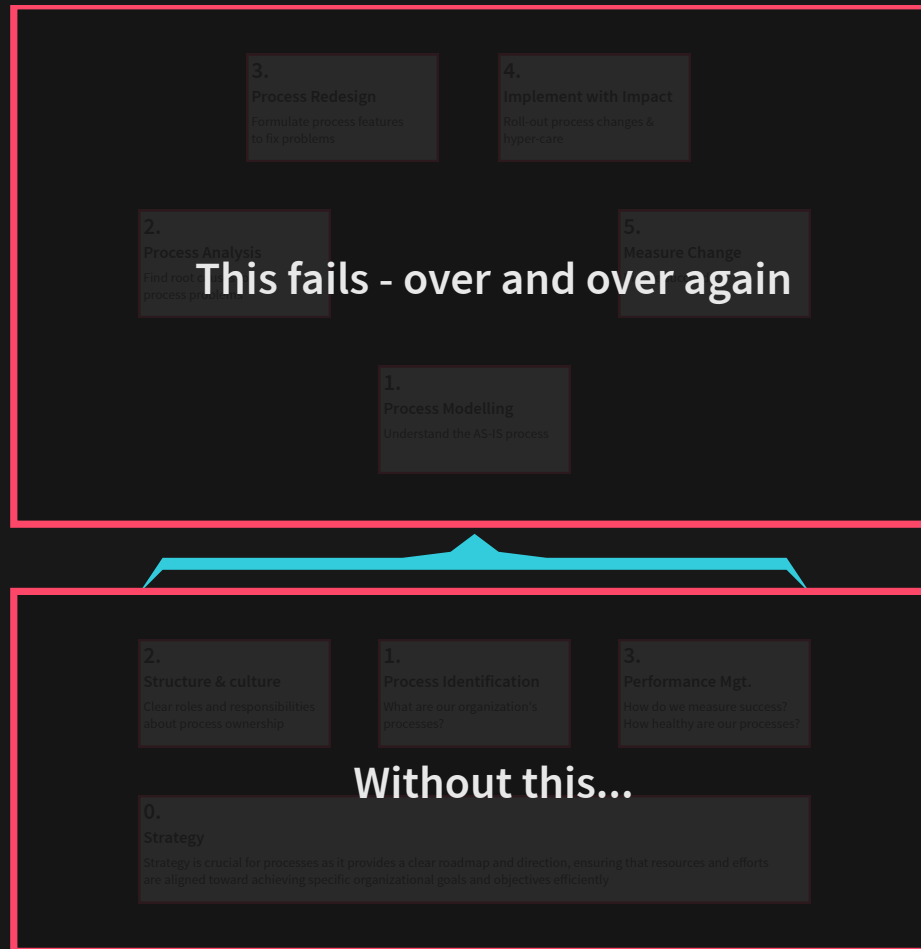 3.
Process Redesign
Formulate process features
to fix problems
4.
Implement with Impact
Roll-out process changes &
hyper-care
2.
Process Analysis
Find root
process problems
5.
Measure Change
This fails - over and over again
1.
Process Modelling
Understand the AS-IS process
2.
Structure & culture
Clear roles and responsibilities
about process ownership
1.
Process Identification
What are our organization's
processes?
3.
Performance Mgt.
How do we measure success?
How healthy are our processes?
Without this...
0.
Strategy
Strategy is crucial for processes as it provides a clear roadmap and direction, ensuring that resources and efforts
are aligned toward achieving specific organizational goals and objectives efficiently